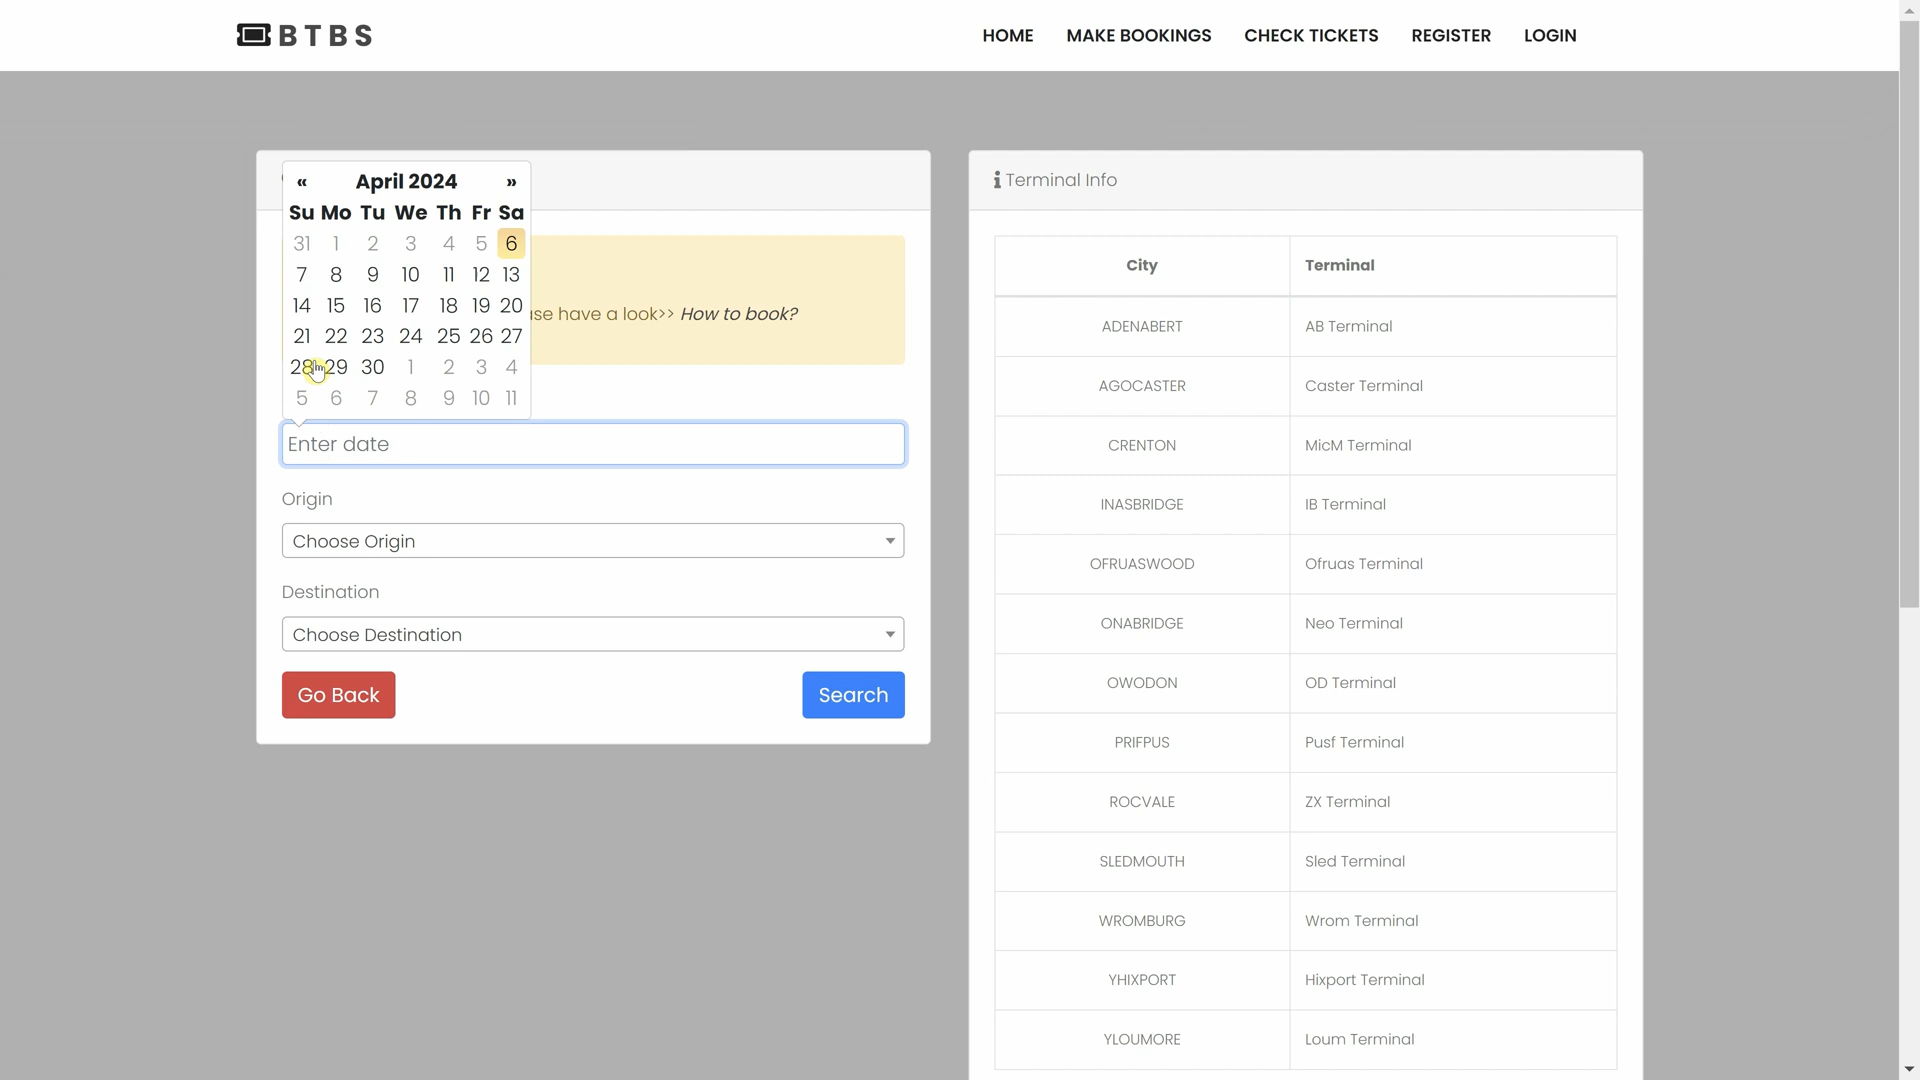 BTBS
HOME MAKE BOOKINGS CHECK TICKETS REGISTER LOGIN
« April 2024 »
Su Mo Tu We Th Fr Sa
31 1 2 3 4 5 6
7 8 9 10 11 12 13
14 15 16 17 18 19 20
21 22 23 24 25 26 27
28 29 30 1 2 3 4
5 6 7 8 9 10 11
have a look>> How to book?
Enter date
Origin
Choose Origin
Destination
Choose Destination
Go Back Search
Terminal Info
City Terminal
ADENABERT AB Terminal
AGOCASTER Caster Terminal
CRENTON MicM Terminal
INASBRIDGE IB Terminal
OFRUASWOOD Ofruas Terminal
ONABRIDGE Neo Terminal
OWODON OD Terminal
PRIFPUS Pusf Terminal
ROCVALE ZX Terminal
SLEDMOUTH Sled Terminal
WROMBURG Wrom Terminal
YHIXPORT Hixport Terminal
YLOUMORE Loum Terminal